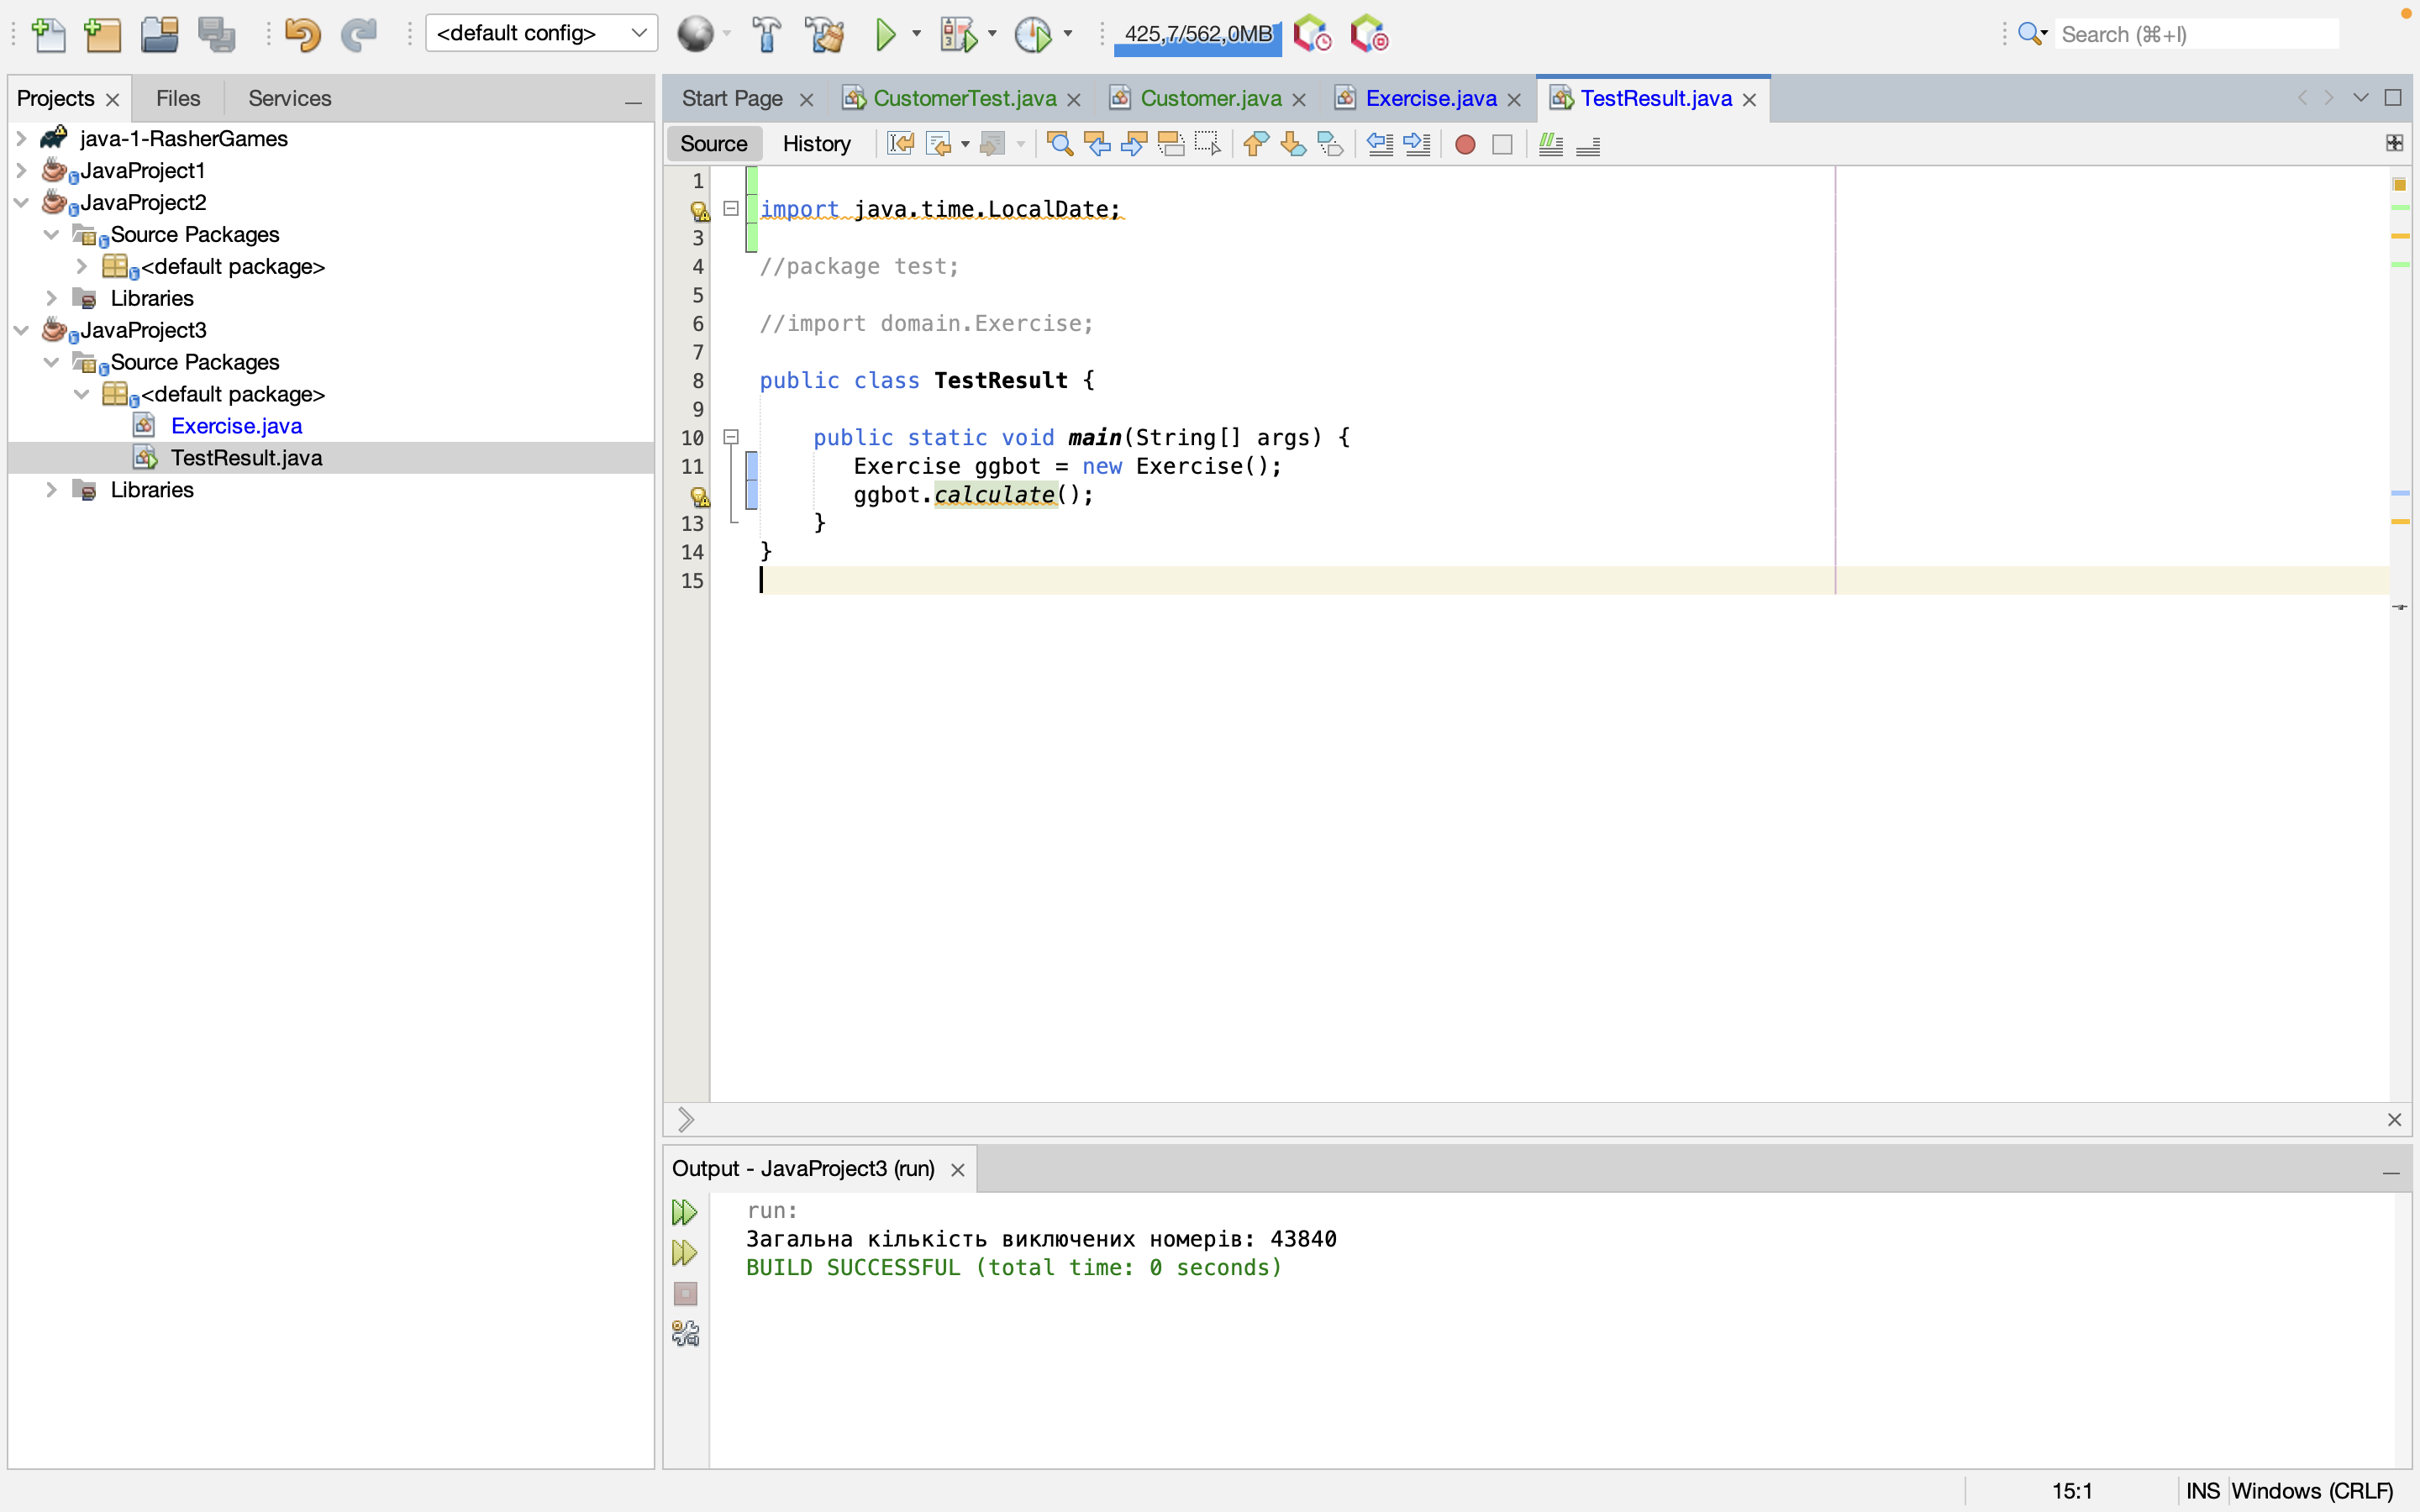 <default config>
425,7/562,0MB
Search (⌘+I)
Projects Files Services
Start Page CustomerTest.java Customer.java Exercise.java TestResult.java
java-1-RasherGames
JavaProject1
JavaProject2
Source Packages
<default package>
Libraries
JavaProject3
Source Packages
<default package>
Exercise.java
TestResult.java
Libraries
Source History
1
import java.time.LocalDate;
3
4 //package test;
5
6 //import domain.Exercise;
7
8 public class TestResult {
9
10 public static void main(String[] args) {
11 Exercise ggbot = new Exercise();
ggbot.calculate();
13 }
14 }
15
Output - JavaProject3 (run)
run:
Загальна кількість виключених номерів: 43840
BUILD SUCCESSFUL (total time: 0 seconds)
15:1 INS Windows (CRLF)